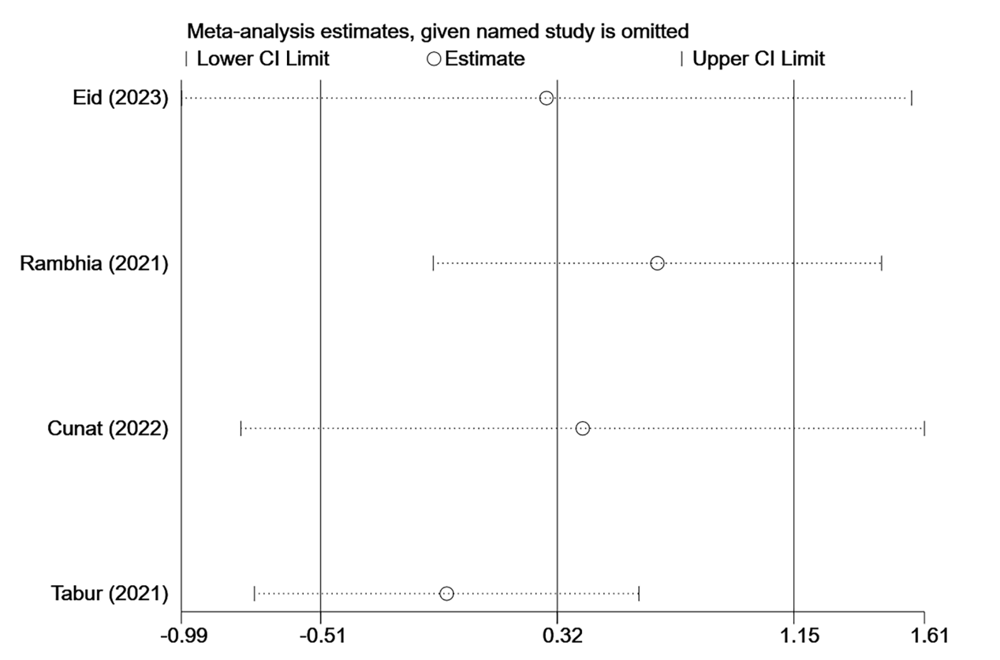 Meta-analysis estimates, given named study is omitted
| Lower CI Limit ○ Estimate | Upper CI Limit
Eid (2023)
Rambhia (2021)
Cunat (2022)
Tabur (2021)
-0.99 -0.51 0.32 1.15 1.61